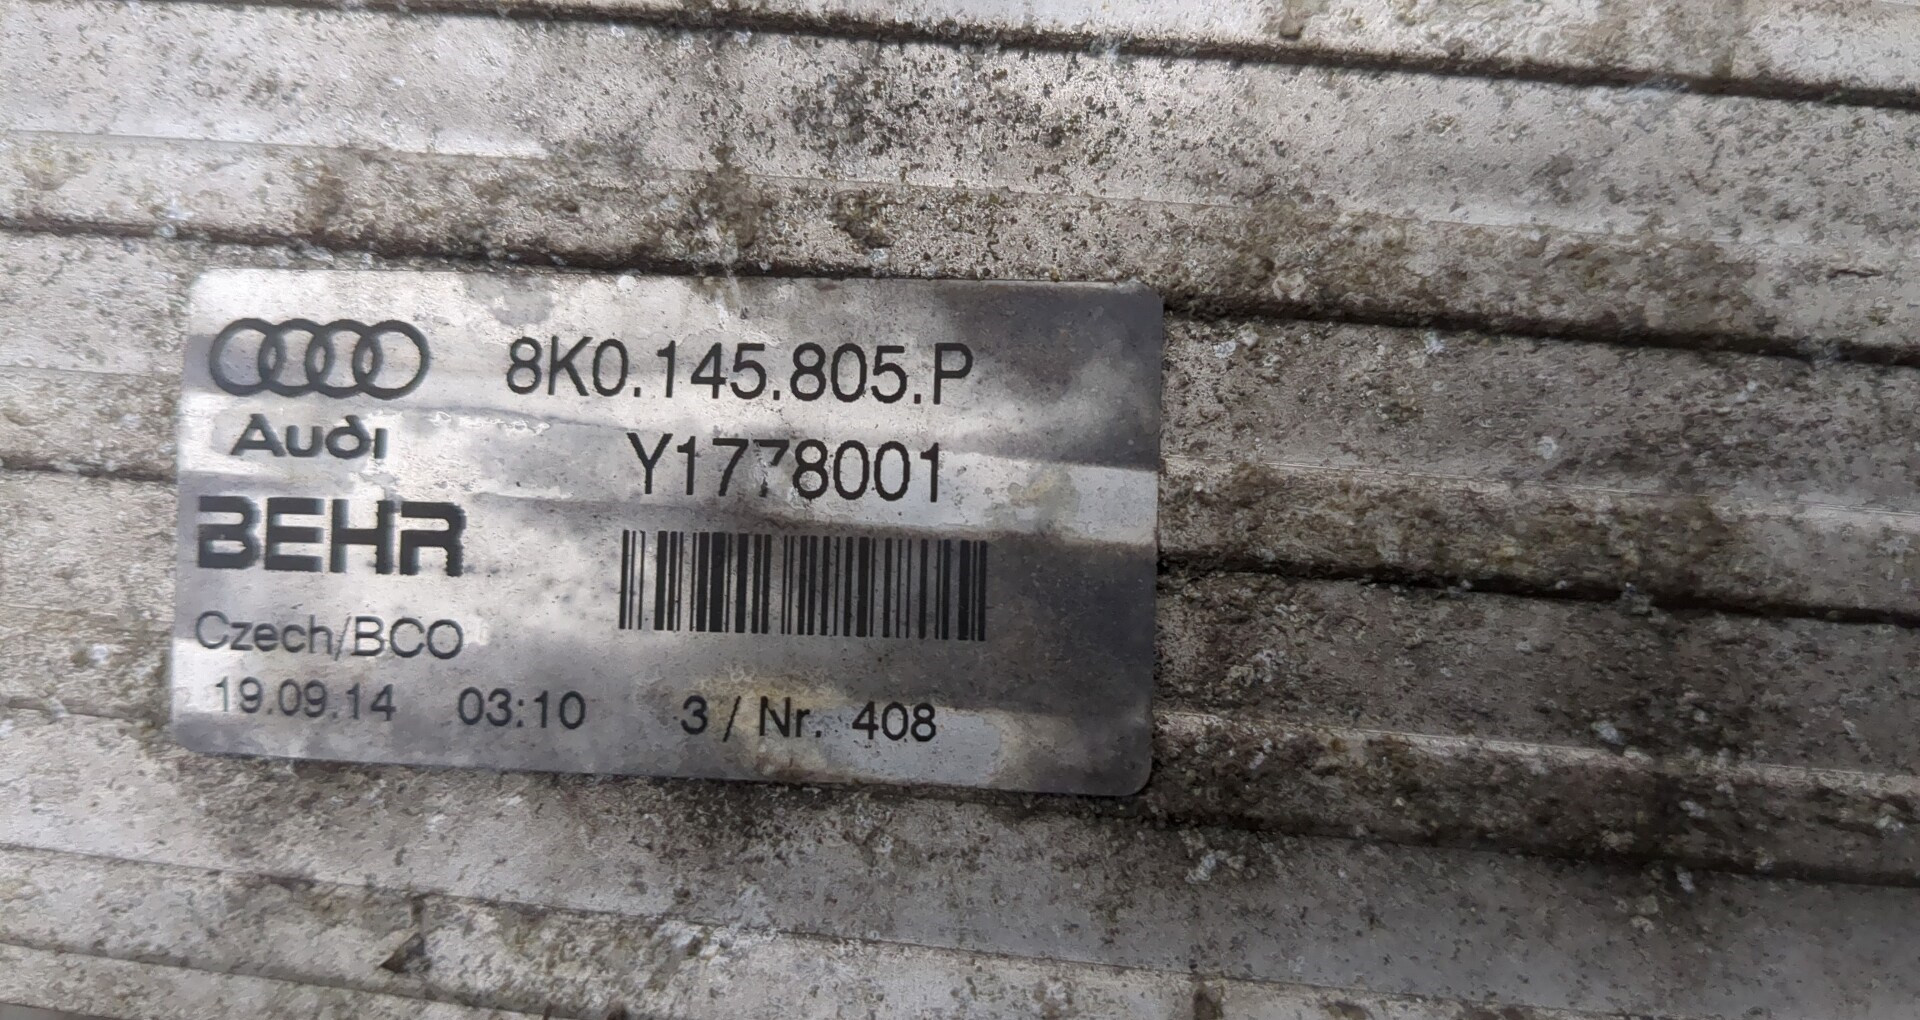 8K0.145.805.P
Audi
Y1778001
BEHR
Czech/BCO
19.09.14 03:10 3 / Nr. 408